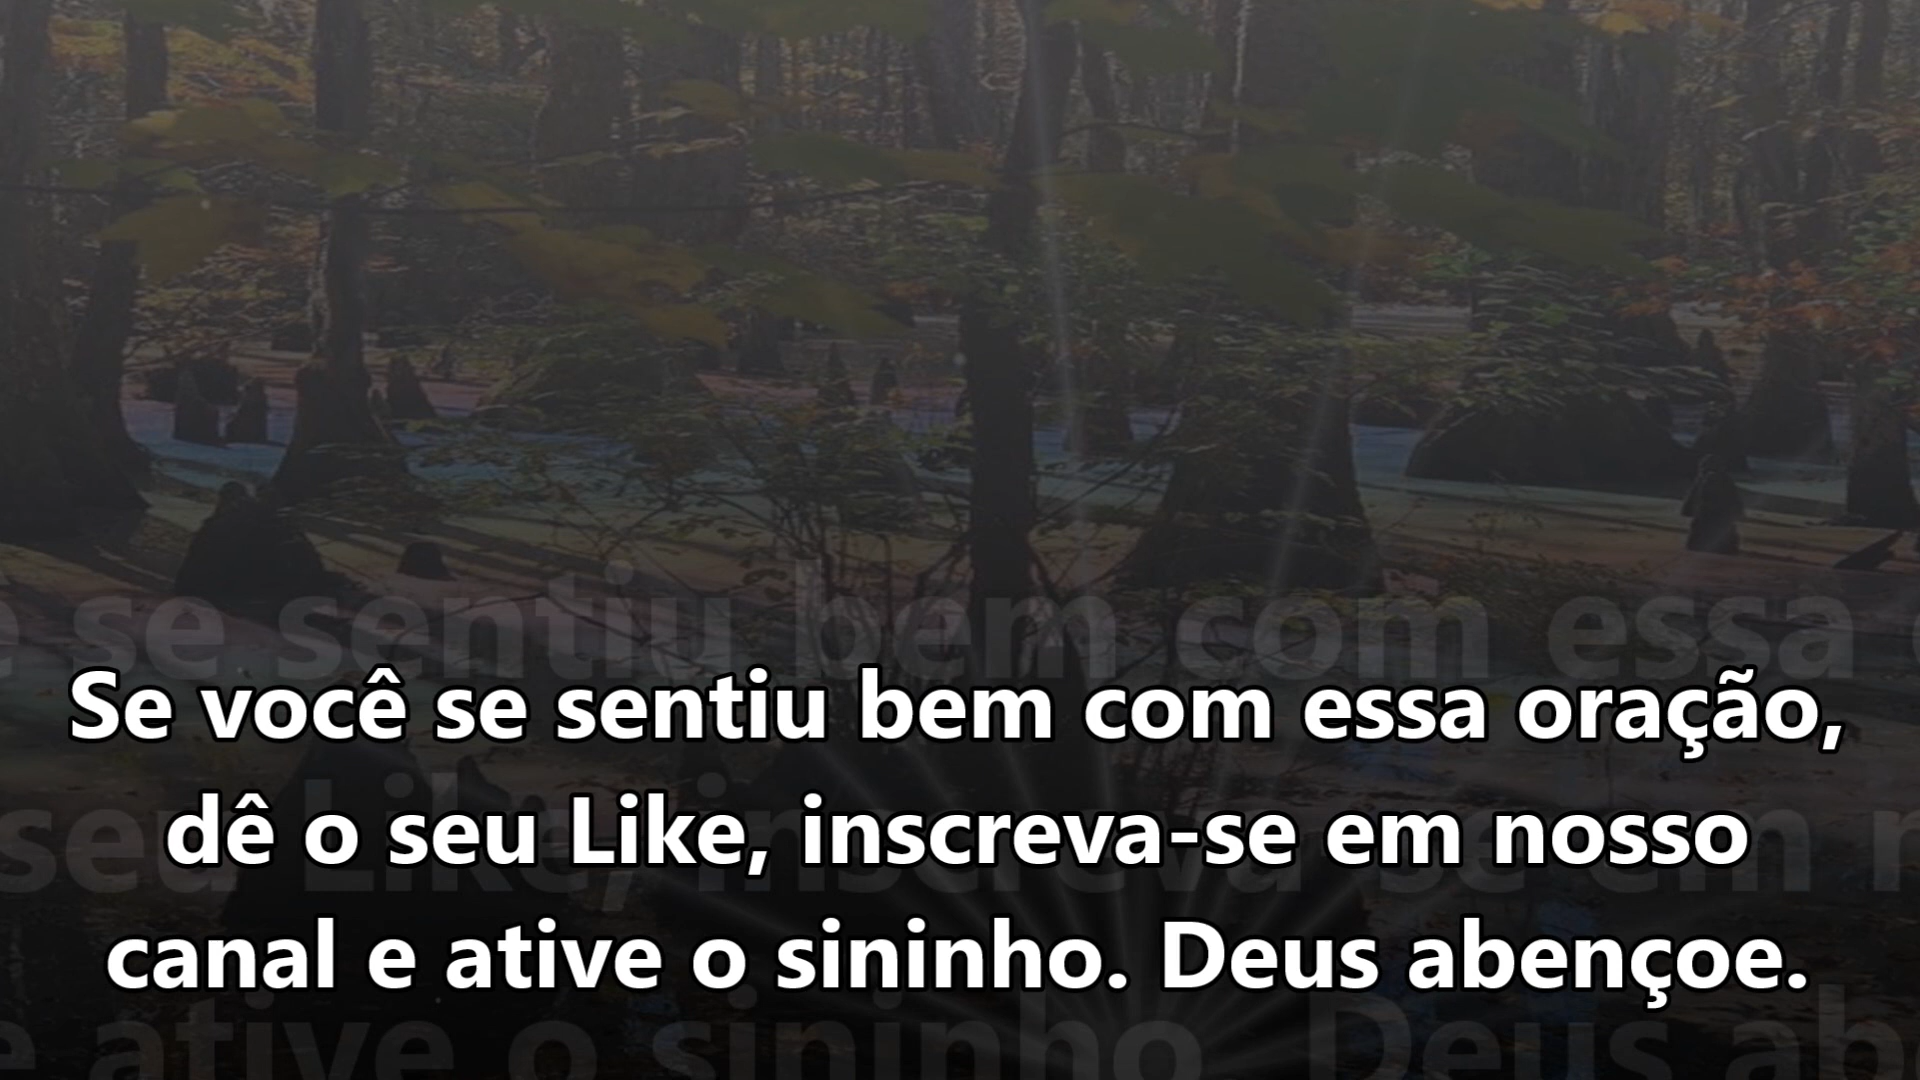 Se você se sentiu bem com essa oração,
dê o seu Like, inscreva-se em nosso
canal e ative o sininho. Deus abençoe.